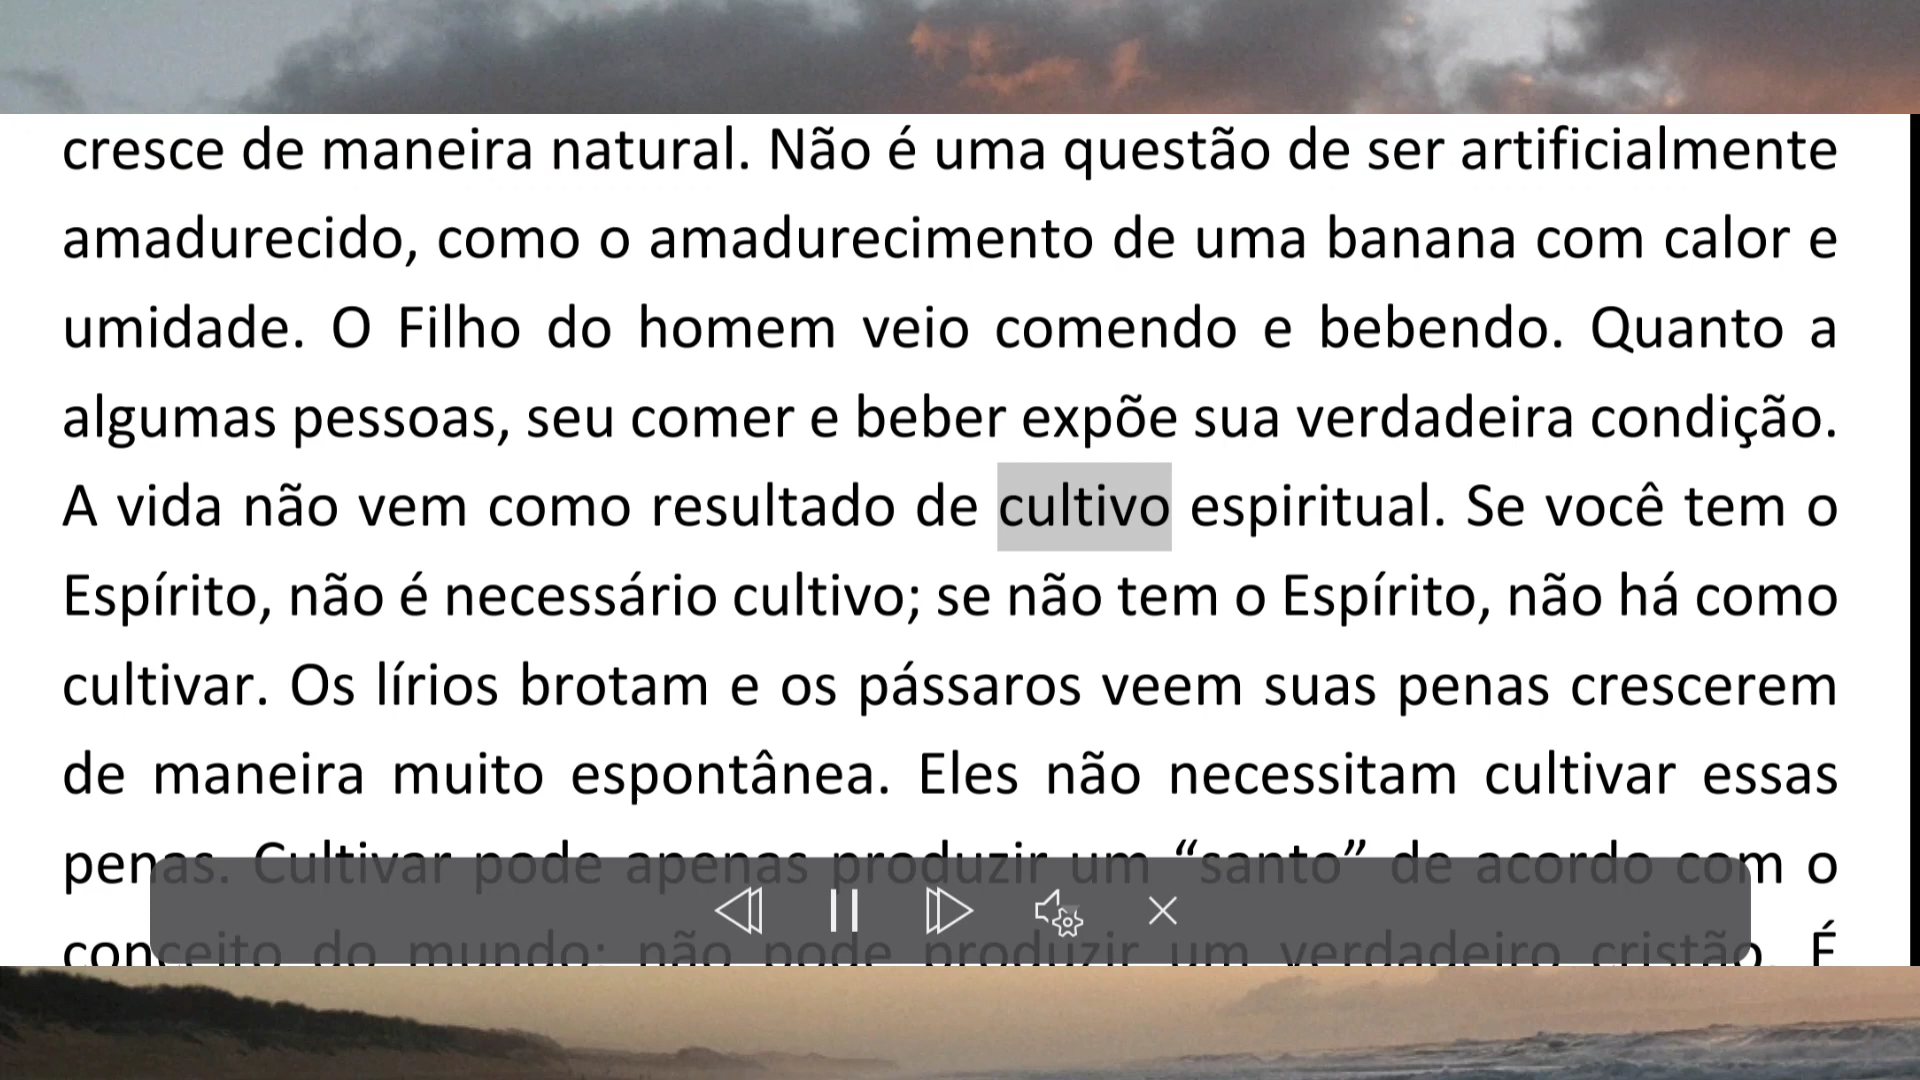 cresce de maneira natural. Não é uma questão de ser artificialmente
amadurecido, como o amadurecimento de uma banana com calor e
umidade. O Filho do homem veio comendo e bebendo. Quanto a
algumas pessoas, seu comer e beber expõe sua verdadeira condição.
A vida não vem como resultado de cultivo espiritual. Se você tem o
Espírito, não é necessário cultivo; se não tem o Espírito, não há como
cultivar. Os lírios brotam e os pássaros veem suas penas crescerem
de maneira muito espontânea. Eles não necessitam cultivar essas
penas. Cultivar pode apenas produzir um “santo” de acordo com o
conceito do mundo; não pode produzir um verdadeiro cristão. É